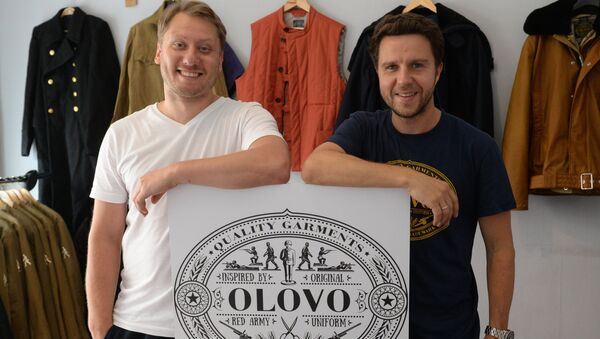 QUALITY GARMENTS
INSPIRED BY ORIGINAL
OLOVO
RED ARMY UNIFORM